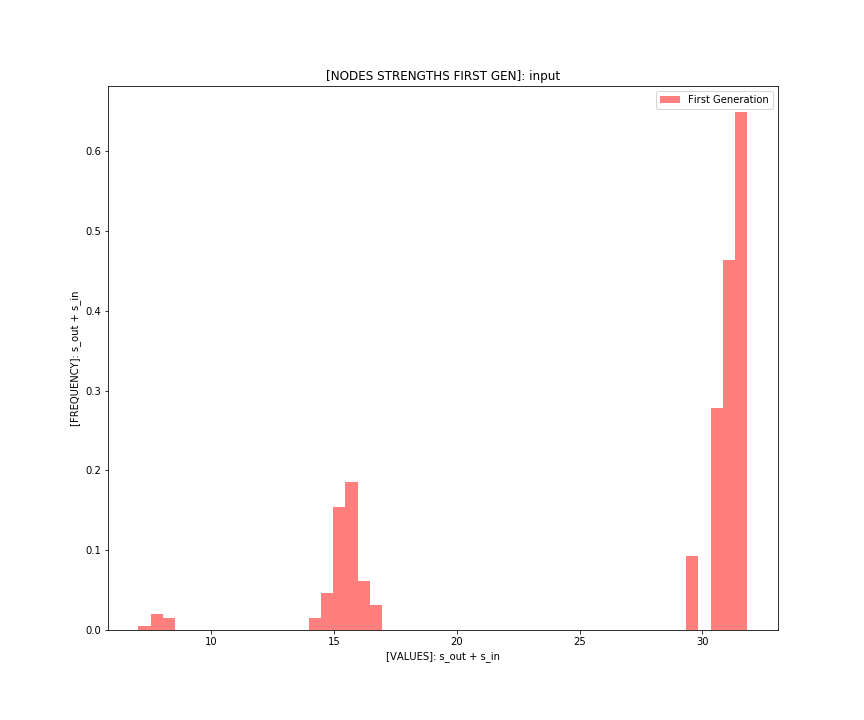 [NODES STRENGTHS FIRST GEN]: input
First Generation
0.6
0.5
0.4
0.3
0.2
0.1
0.0
[FREQUENCY]: s_out + s_in
10 15 20 25 30
[VALUES]: s_out + s_in